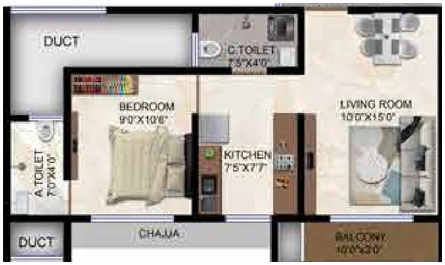 DUCT
C.TOILET
7'5"X4'0"
BEDROOM
9'0"X10'6"
LIVING ROOM
10'0"X15'0"
A.TOILET
7'0"X4'0"
KITCHEN
7'5"X7'7"
DUCT
CHAJJA
BALCONY
10'0"X3'0"